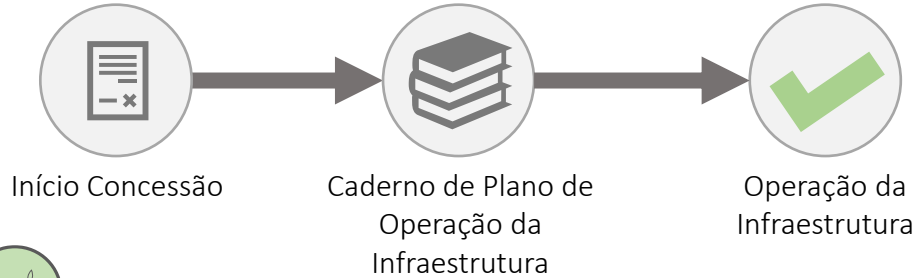 Início Concessão
Caderno de Plano de
Operação da
Infraestrutura
Operação da
Infraestrutura